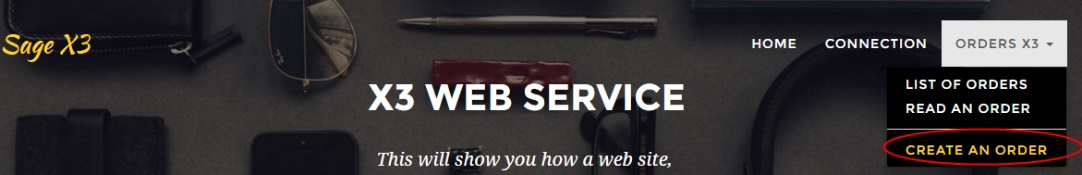 Sage X3
HOME CONNECTION ORDERS X3
LIST OF ORDERS
READ AN ORDER
CREATE AN ORDER
X3 WEB SERVICE
This will show you how a web site,